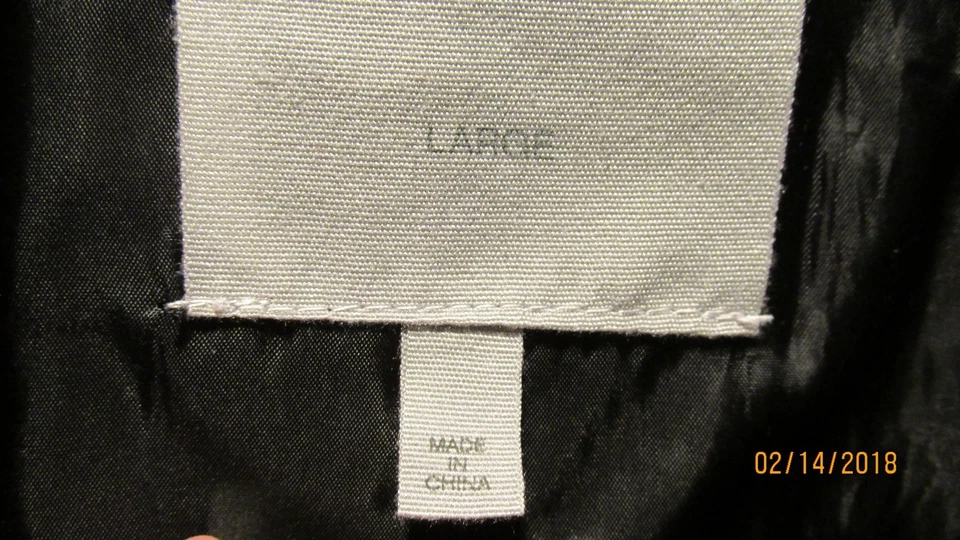 LARGE
MADE
IN
CHINA
02/14/2018